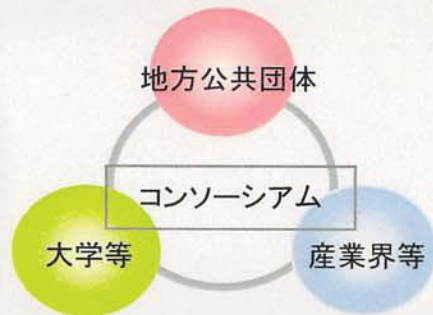 地方公共団体
コンソーシアム
大学等
産業界等